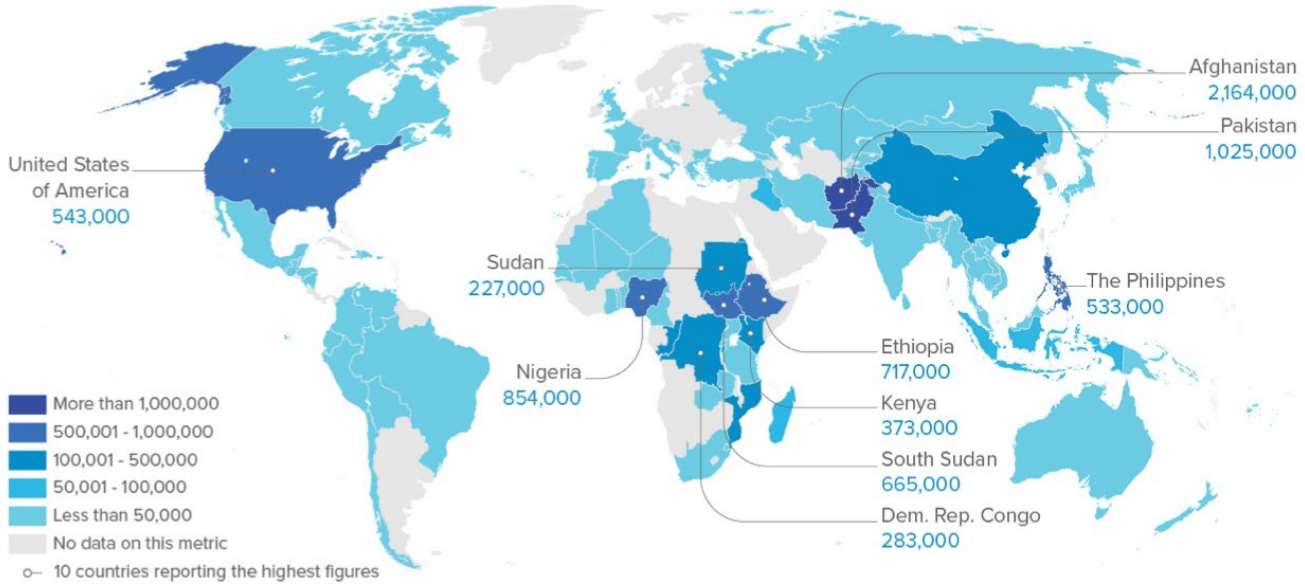 Afghanistan
2,164,000
Pakistan
1,025,000
United States
of America
543,000
Sudan
227,000
The Philippines
533,000
Nigeria
854,000
Ethiopia
717,000
Kenya
373,000
South Sudan
665,000
Dem. Rep. Congo
283,000
More than 1,000,000
500,001 - 1,000,000
100,001 - 500,000
50,001 - 100,000
Less than 50,000
No data on this metric
10 countries reporting the highest figures